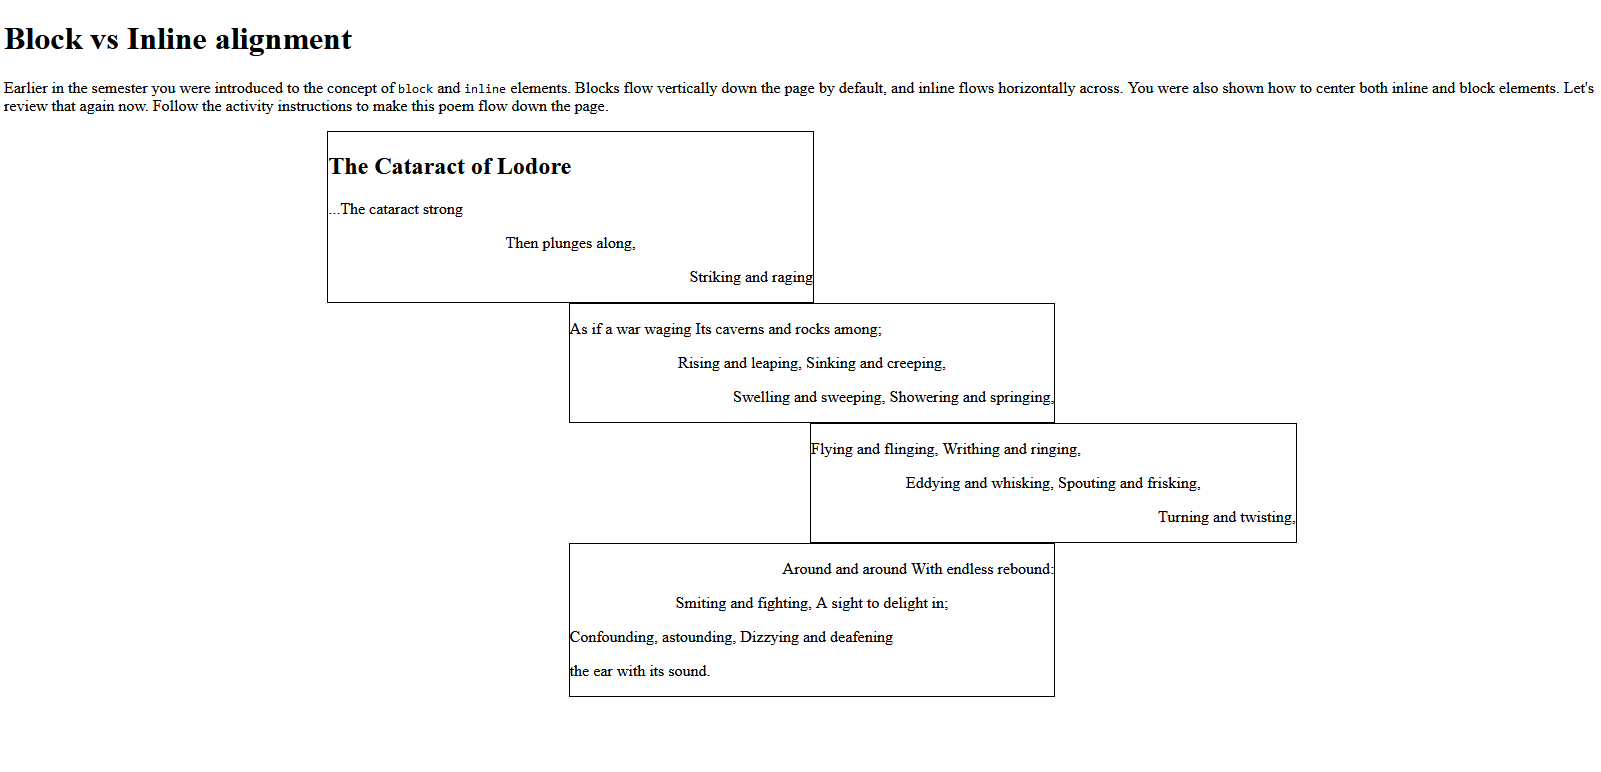 Block vs Inline alignment
Earlier in the semester you were introduced to the concept of block and inline elements. Blocks flow vertically down the page by default, and inline flows horizontally across. You were also shown how to center both inline and block elements. Let's
review that again now. Follow the activity instructions to make this poem flow down the page.
The Cataract of Lodore
...The cataract strong
Then plunges along,
Striking and raging
As if a war waging Its caverns and rocks among;
Rising and leaping, Sinking and creeping,
Swelling and sweeping, Showering and springing,
Flying and flinging, Writhing and ringing,
Eddying and whisking, Spouting and frisking,
Turning and twisting,
Around and around With endless rebound:
Smiting and fighting, A sight to delight in;
Confounding, astounding, Dizzying and deafening
the ear with its sound.